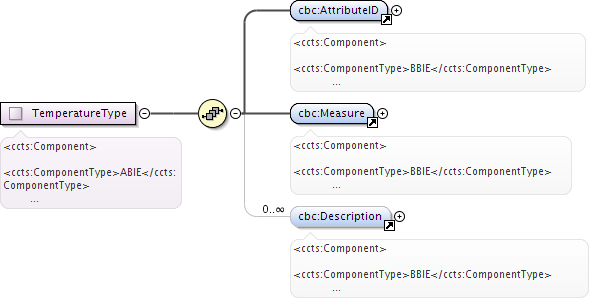 cbc:AttributeID
<ccts:Component>
<ccts:ComponentType>BBIE</ccts:ComponentType>
...
TemperatureType
<ccts:Component>
<ccts:ComponentType>ABIE</ccts:
ComponentType>
...
cbc:Measure
<ccts:Component>
<ccts:ComponentType>BBIE</ccts:ComponentType>
...
0..∞
cbc:Description
<ccts:Component>
<ccts:ComponentType>BBIE</ccts:ComponentType>
...